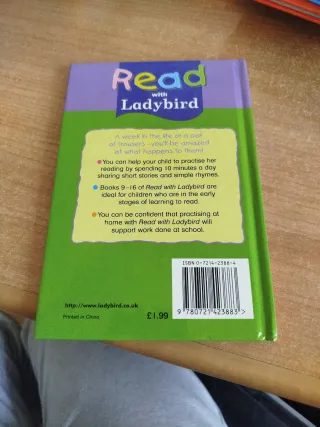 Read
with
Ladybird
A week in the life of a pair
of trousers - you'll be amazed
at what happens to them!
You can help your child to practise her
reading by spending 10 minutes a day
sharing short stories and simple rhymes.
Books 9-16 of Read with Ladybird are
ideal for children who are in the early
stages of learning to read.
You can be confident that practising at
home with Read with Ladybird will
support work done at school.
ISBN 0-7214-2388-4
http://www.ladybird.co.uk
Printed in China
£1.99
9 780721 423883 >